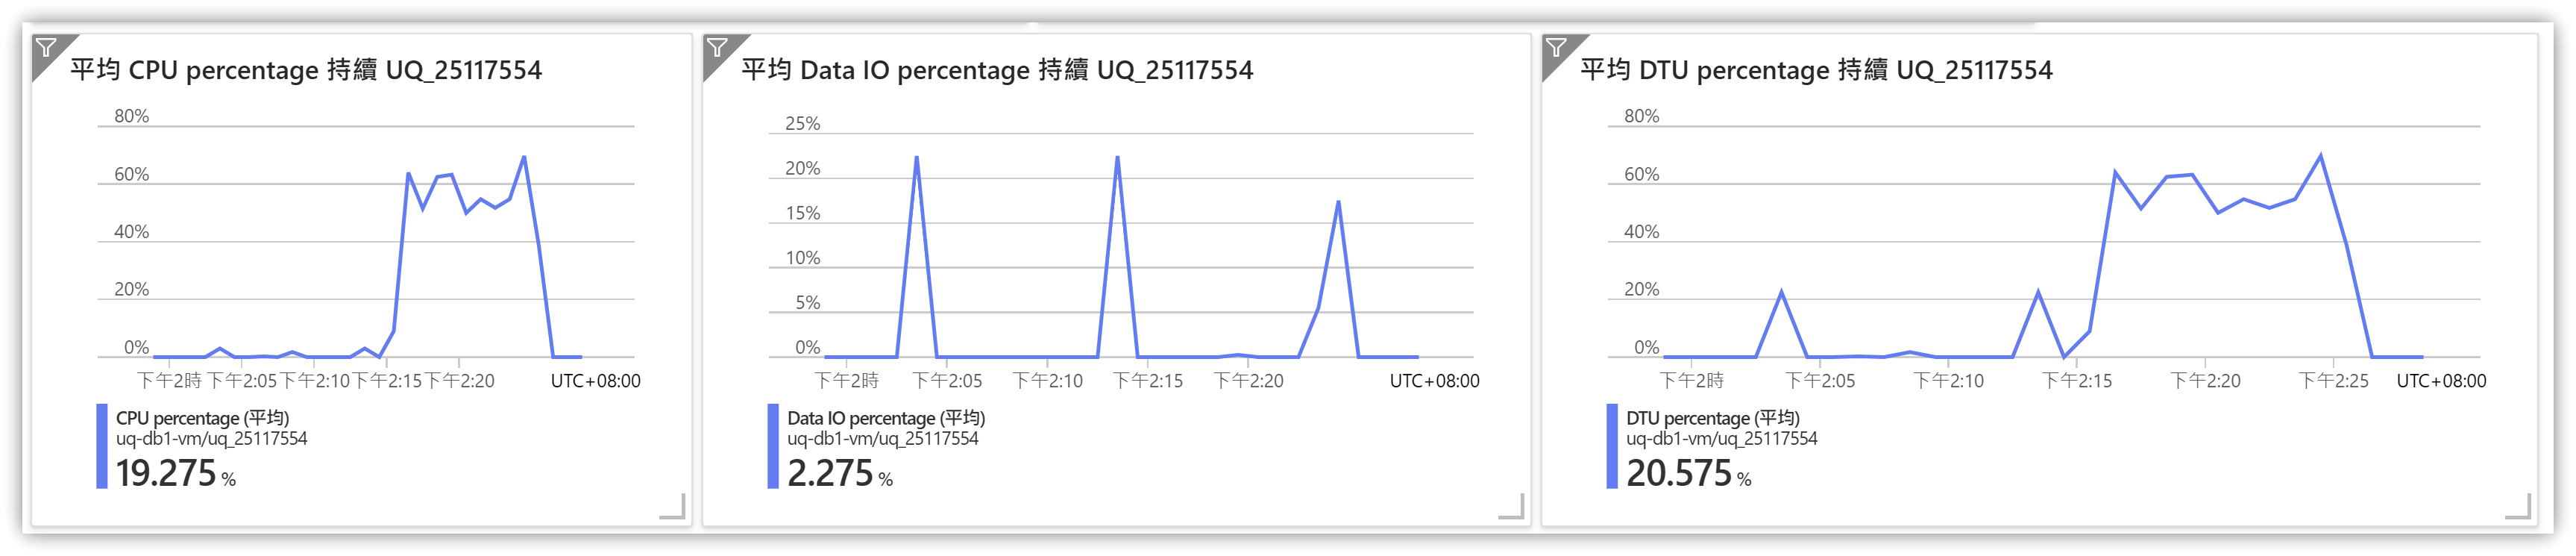 平均 CPU percentage 持續 UQ_25117554
80%
60%
40%
20%
0%
下午2時 下午2:05 下午2:10 下午2:15 下午2:20 UTC+08:00
CPU percentage (平均)
uq-db1-vm/uq_25117554
19.275 %
平均 Data IO percentage 持續 UQ_25117554
25%
20%
15%
10%
5%
0%
下午2時 下午2:05 下午2:10 下午2:15 下午2:20 UTC+08:00
Data IO percentage (平均)
uq-db1-vm/uq_25117554
2.275 %
平均 DTU percentage 持續 UQ_25117554
80%
60%
40%
20%
0%
下午2時 下午2:05 下午2:10 下午2:15 下午2:20 下午2:25 UTC+08:00
DTU percentage (平均)
uq-db1-vm/uq_25117554
20.575 %